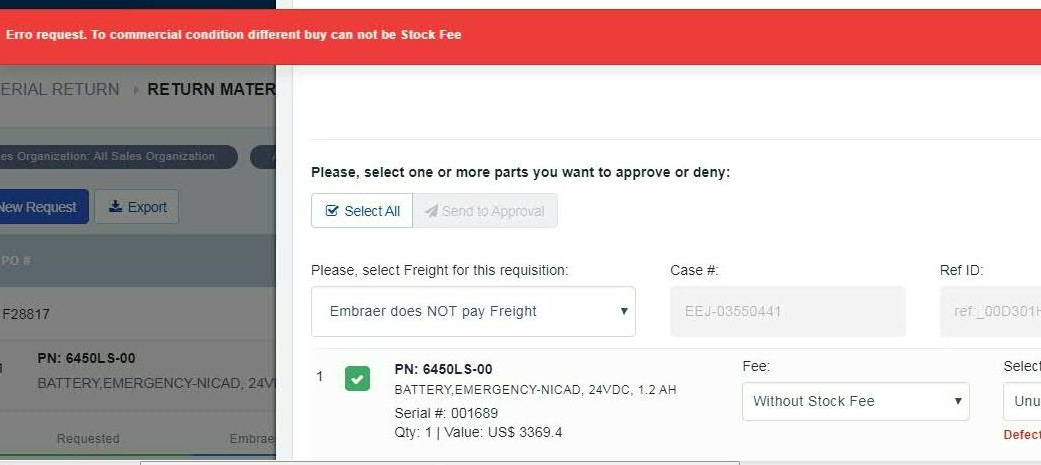 Erro request. To commercial condition different buy can not be Stock Fee
ERIAL RETURN ▸ RETURN MATER
es Organization: All Sales Organization
New Request
Export
PO #
F28817
PN: 6450LS-00
BATTERY,EMERGENCY-NICAD, 24V
Requested
Embrae
Please, select one or more parts you want to approve or deny:
Select All
Send to Approval
Please, select Freight for this requisition:
Case #:
Ref ID:
Embraer does NOT pay Freight
EEJ-03550441
ref:_00D301H
1
PN: 6450LS-00
BATTERY,EMERGENCY-NICAD, 24VDC, 1.2 AH
Serial #: 001689
Qty: 1 | Value: US$ 3369.4
Fee:
Without Stock Fee
Select
Unu
Defect